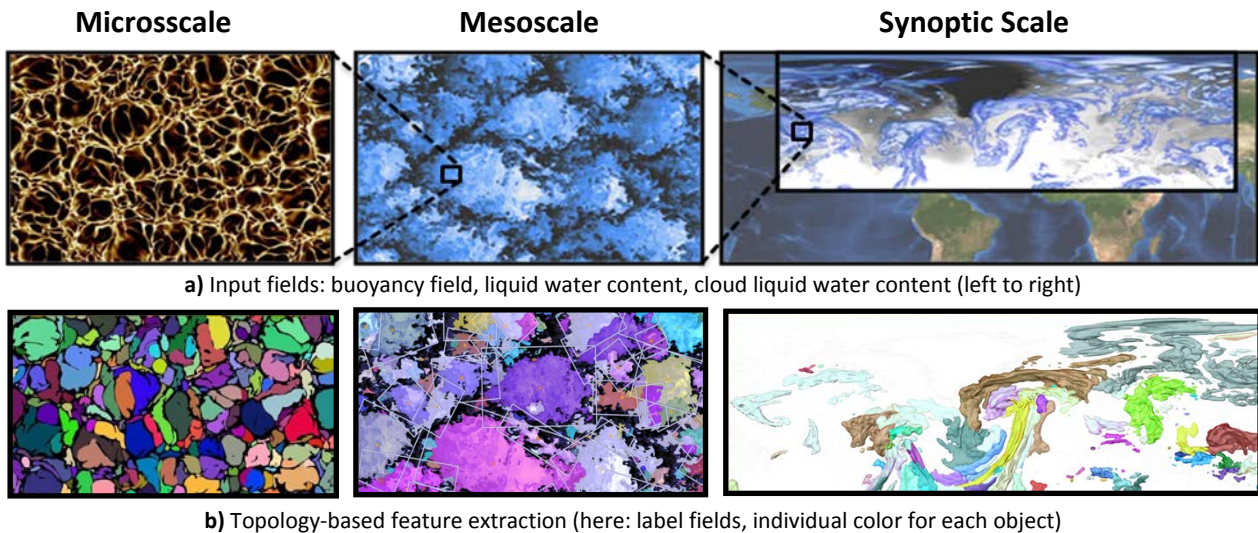 Microsscale
Mesoscale
Synoptic Scale
a) Input fields: buoyancy field, liquid water content, cloud liquid water content (left to right)
b) Topology-based feature extraction (here: label fields, individual color for each object)